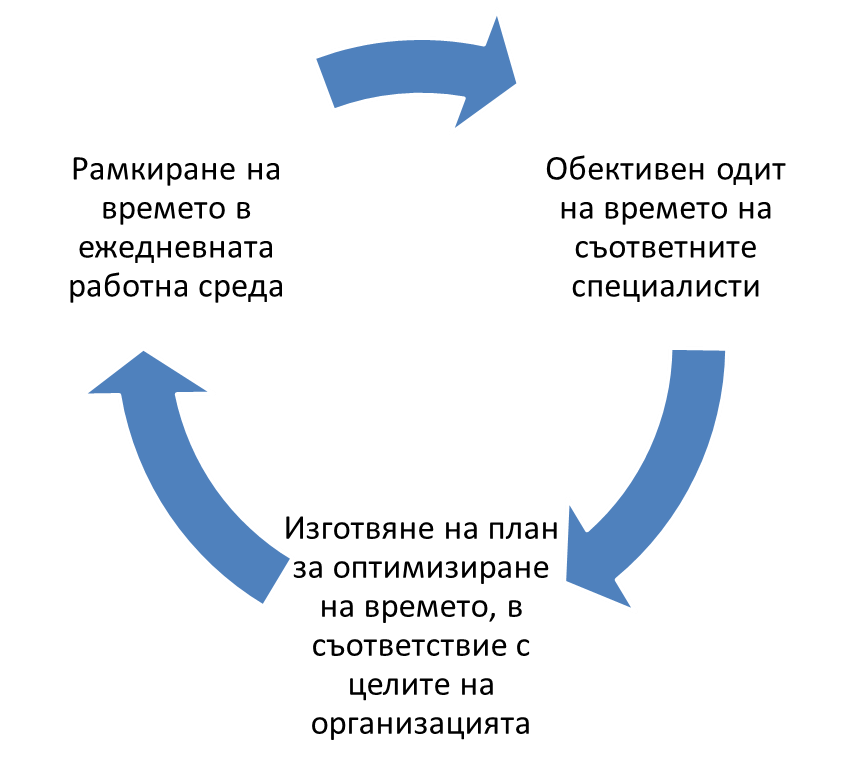 Рамкиране на
времето в
ежедневната
работна среда
Обективен одит
на времето на
съответните
специалисти
Изготвяне на план
за оптимизиране
на времето, в
съответствие с
целите на
организацията